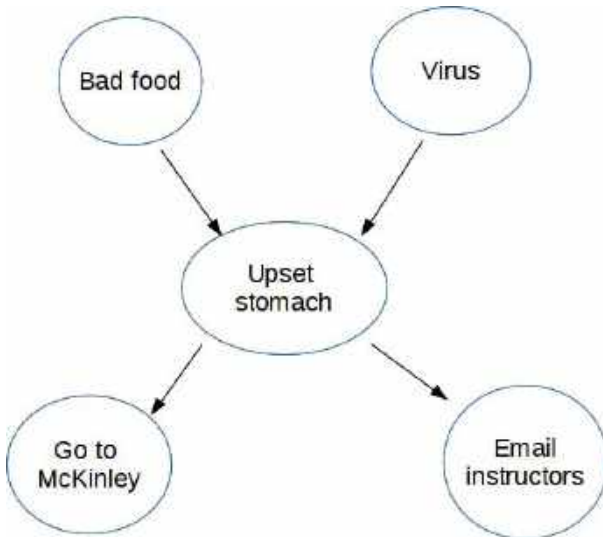 Bad food
Virus
Upset
stomach
Go to
McKinley
Email
instructors